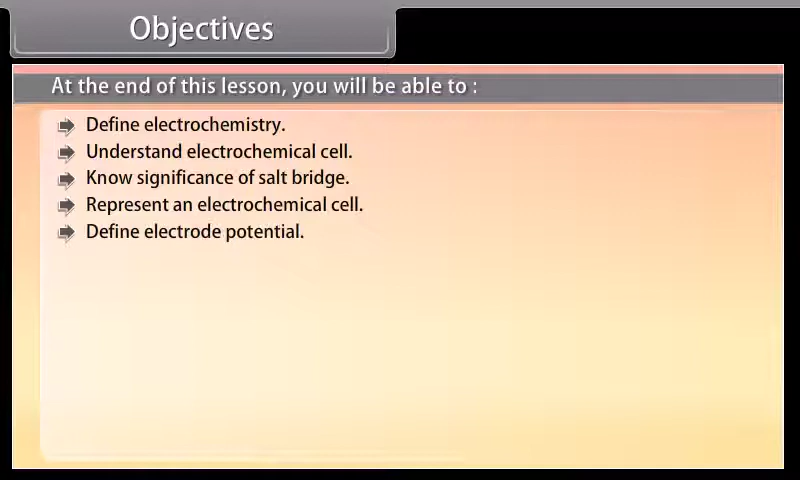 Objectives
At the end of this lesson, you will be able to :
Define electrochemistry.
Understand electrochemical cell.
Know significance of salt bridge.
Represent an electrochemical cell.
Define electrode potential.